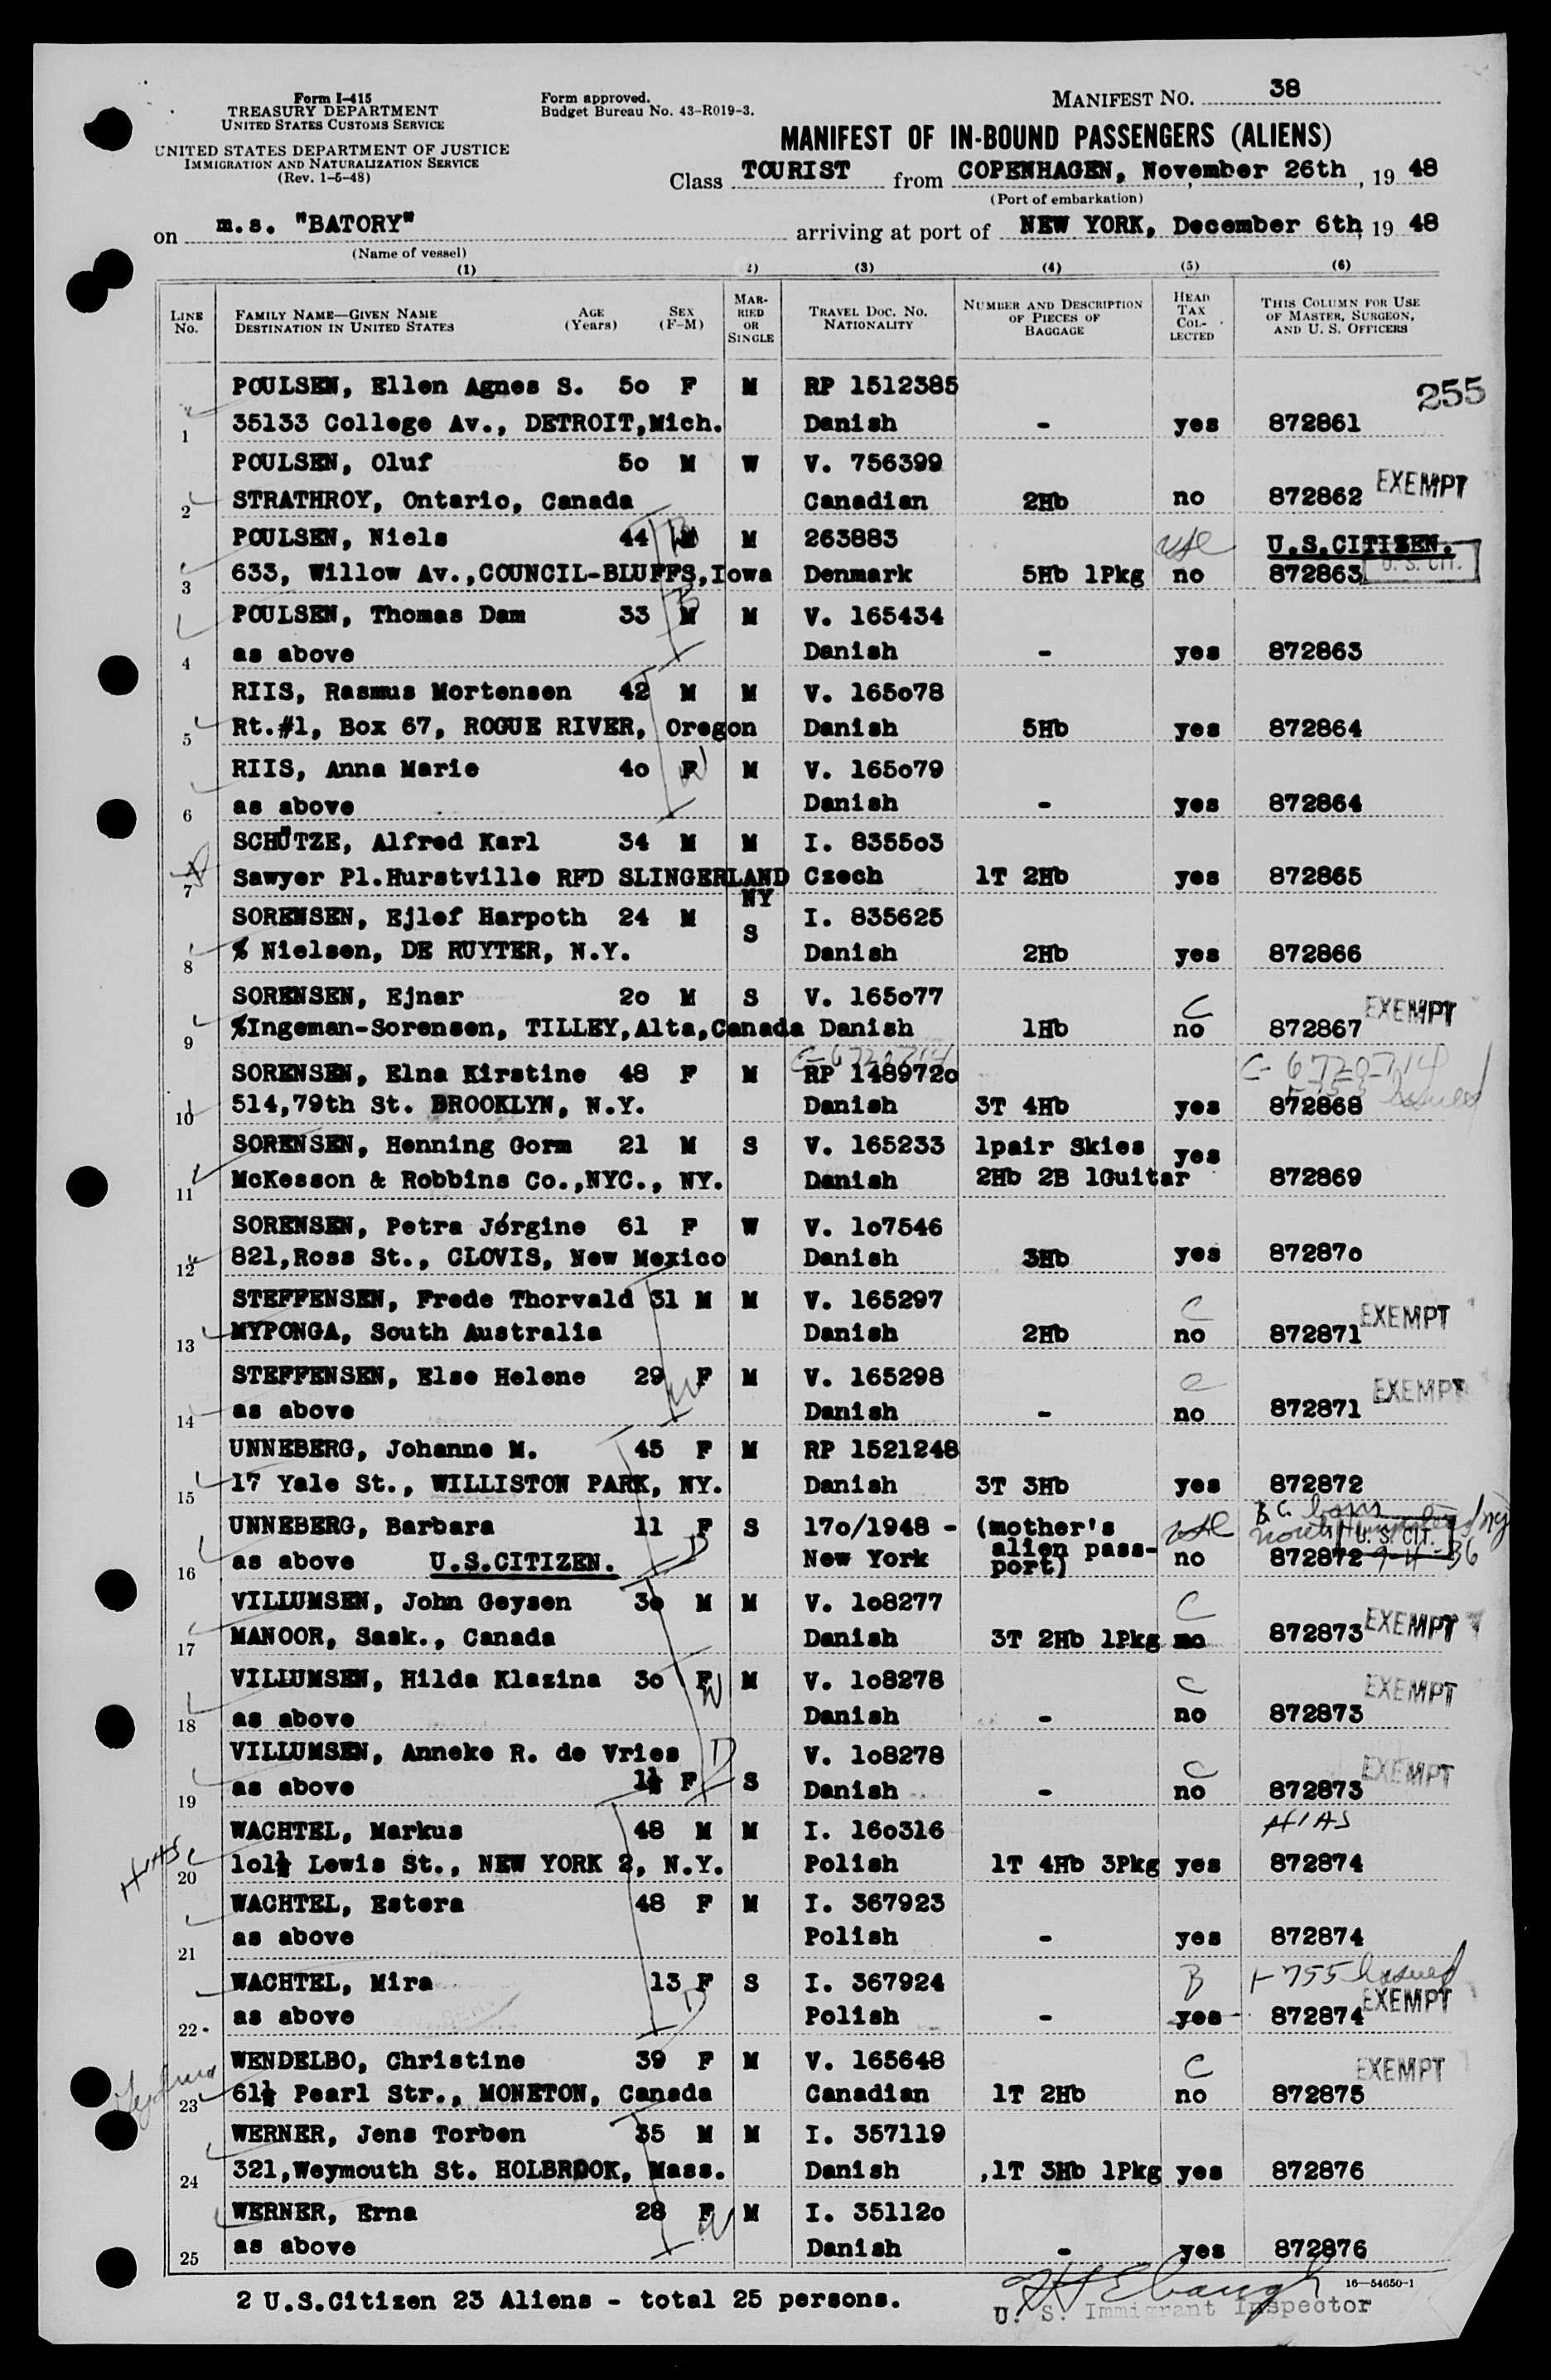 Form I-415
TREASURY DEPARTMENT
UNITED STATES CUSTOMS SERVICE
UNITED STATES DEPARTMENT OF JUSTICE
IMMIGRATION AND NATURALIZATION SERVICE
(Rev. 1-5-48)
Form approved.
Budget Bureau No. 43-R019-3.
MANIFEST NO. 38
MANIFEST OF IN-BOUND PASSENGERS (ALIENS)
Class TOURIST from COPENHAGEN, November 26th, 19 48
(Port of embarkation)
on m.s. "BATORY" arriving at port of NEW YORK, December 6th, 19 48
(Name of vessel)
(1) 2) (3) (4) (5) (6)
LINE No. FAMILY NAME—GIVEN NAME DESTINATION IN UNITED STATES AGE (Years) SEX (F-M) MARRIED OR SINGLE TRAVEL DOC. NO. NATIONALITY NUMBER AND DESCRIPTION OF PIECES OF BAGGAGE HEAD TAX COLLECTED THIS COLUMN FOR USE OF MASTER, SURGEON, AND U. S. OFFICERS
255
POULSEN, Ellen Agnes S. 5o F M RP 1512385
1 35133 College Av., DETROIT,Mich. Danish - yes 872861
POULSEN, Oluf 5o M W V. 756399
2 STRATHROY, Ontario, Canada Canadian 2Hb no 872862 EXEMPT
POULSEN, Niels 44 M M 263883 USC U.S.CITIZEN.
3 633, Willow Av.,COUNCIL-BLUFFS,Iowa Denmark 5Hb 1Pkg no 872863 U. S. CIT.
POULSEN, Thomas Dam 33 M M V. 165434
4 as above Danish - yes 872863
RIIS, Rasmus Mortensen 42 M M V. 165o78
5 Rt.#1, Box 67, ROGUE RIVER, Oregon Danish 5Hb yes 872864
RIIS, Anna Marie 4o F M V. 165o79
6 as above Danish - yes 872864
SCHÜTZE, Alfred Karl 34 M M I. 8355o3
7 Sawyer Pl.Hurstville RFD SLINGERLAND NY Czech 1T 2Hb yes 872865
SORENSEN, Ejlef Harpoth 24 M S I. 835625
8 % Nielsen, DE RUYTER, N.Y. Danish 2Hb yes 872866
SORENSEN, Ejnar 2o M S V. 165o77 C
9 %Ingeman-Sorensen, TILLEY,Alta,Canada Danish 1Hb no 872867 EXEMPT
C-6720714 C-6720714
SORENSEN, Elna Kirstine 48 F M RP 148972o
10 514,79th St. BROOKLYN, N.Y. Danish 3T 4Hb yes 872868 issued
SORENSEN, Henning Gorm 21 M S V. 165233 1pair Skies yes
11 McKesson & Robbins Co.,NYC., NY. Danish 2Hb 2B 1Guitar 872869
SORENSEN, Petra Jórgine 61 F W V. 1o7546
12 821,Ross St., CLOVIS, New Mexico Danish 3Hb yes 87287o
STEFFENSEN, Frede Thorvald 31 M M V. 165297 C
13 MYPONGA, South Australia Danish 2Hb no 872871 EXEMPT
STEFFENSEN, Else Helene 29 F M V. 165298 C
14 as above Danish - no 872871 EXEMPT
UNNEBERG, Johanne M. 45 F M RP 1521248
15 17 Yale St., WILLISTON PARK, NY. Danish 3T 3Hb yes 872872
UNNEBERG, Barbara 11 F S 17o/1948 - (mother's alien passport) USC B.C. born
16 as above U.S.CITIZEN. New York no 872872 U. S. CIT. 9-4-36
VILLUMSEN, John Geysen 3o M M V. 1o8277 C
17 MANOOR, Sask., Canada Danish 3T 2Hb 1Pkg no 872873 EXEMPT
VILLUMSEN, Hilda Klazina 3o F M V. 1o8278 C
18 as above Danish - no 872873 EXEMPT
VILLUMSEN, Anneke R. de Vries V. 1o8278 C
19 as above 1½ F S Danish - no 872873 EXEMPT
WACHTEL, Markus 48 M M I. 16o316 HIAS
HIAS 20 1o1½ Lewis St., NEW YORK 2, N.Y. Polish 1T 4Hb 3Pkg yes 872874
WACHTEL, Estera 48 F M I. 367923
21 as above Polish - yes 872874
WACHTEL, Mira 13 F S I. 367924 B I-755 issued
22 as above Polish - yes 872874 EXEMPT
WENDELBO, Christine 39 F M V. 165648 C
23 61½ Pearl Str., MONETON, Canada Canadian 1T 2Hb no 872875 EXEMPT
WERNER, Jens Torben 35 M M I. 357119
24 321,Weymouth St. HOLBROOK, Mass. Danish ,1T 3Hb 1Pkg yes 872876
WERNER, Erna 28 F M I. 35112o
25 as above Danish - yes 872876
2 U.S.Citizen 23 Aliens - total 25 persons.
U. S. Immigrant Inspector
16—54650-1